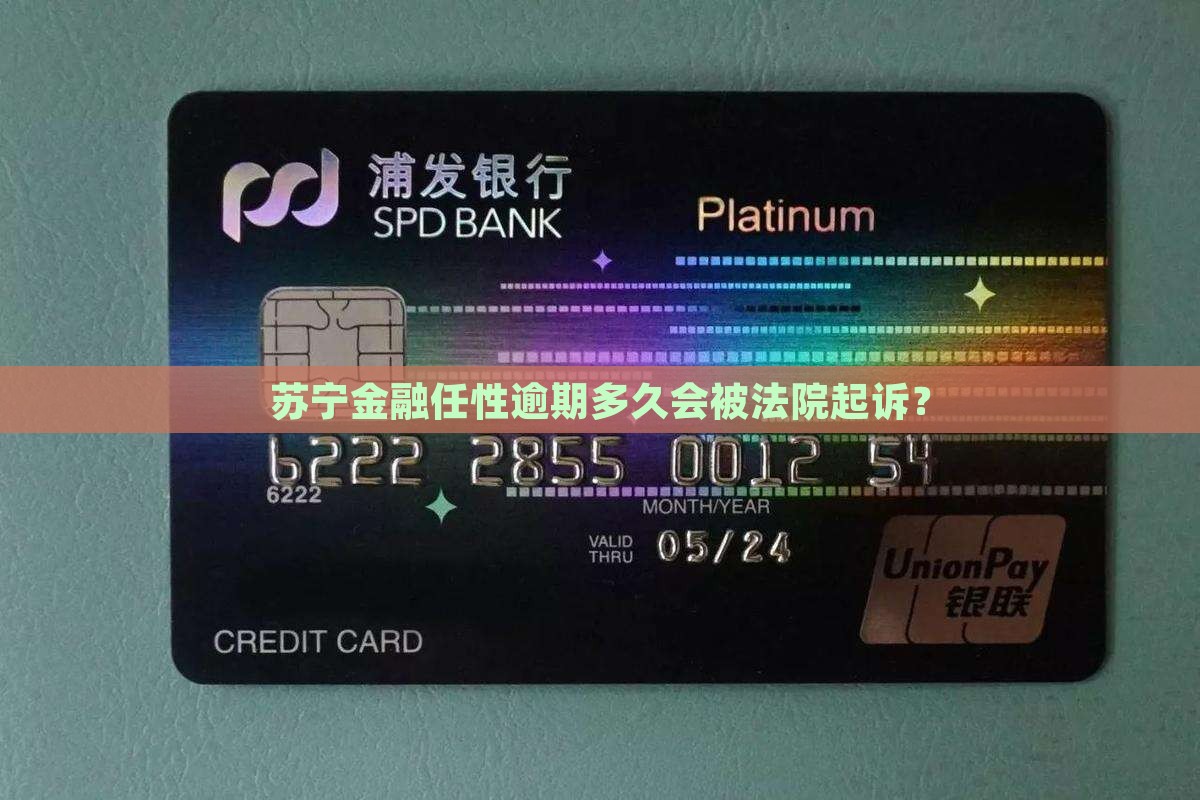 浦发银行
SPD BANK
Platinum
苏宁金融任性逾期多久会被法院起诉？
6222 2855 0012 54
6222
MONTH/YEAR
VALID THRU 05/24
UnionPay
银联
CREDIT CARD